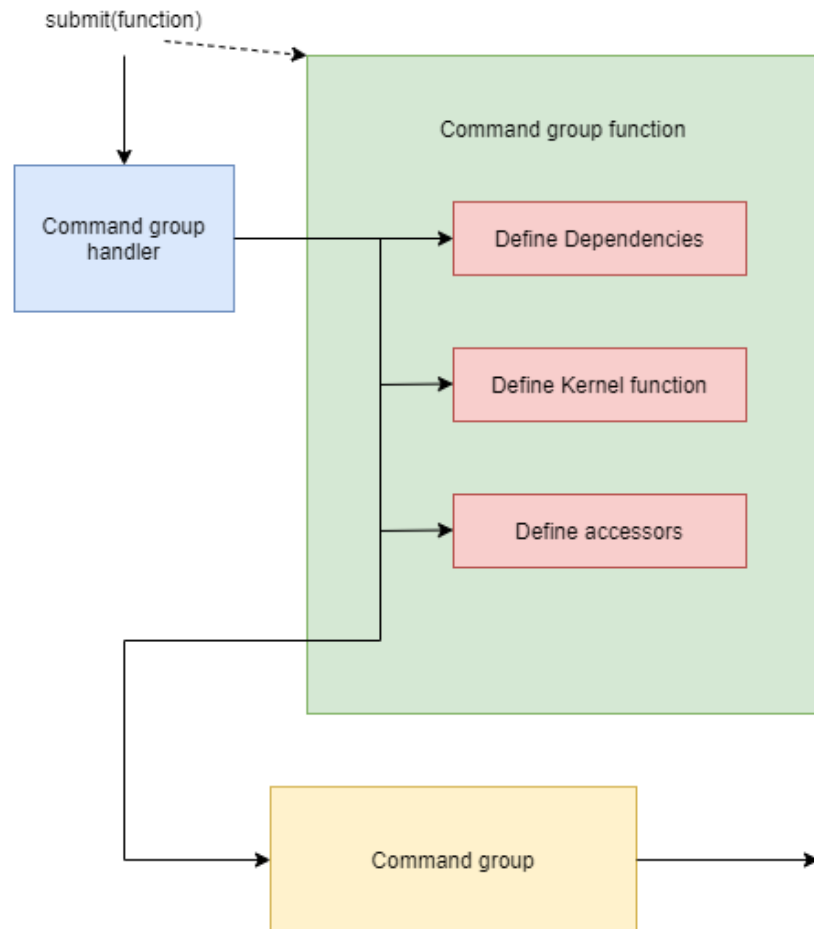 submit(function)
Command group function
Command group
handler
Define Dependencies
Define Kernel function
Define accessors
Command group